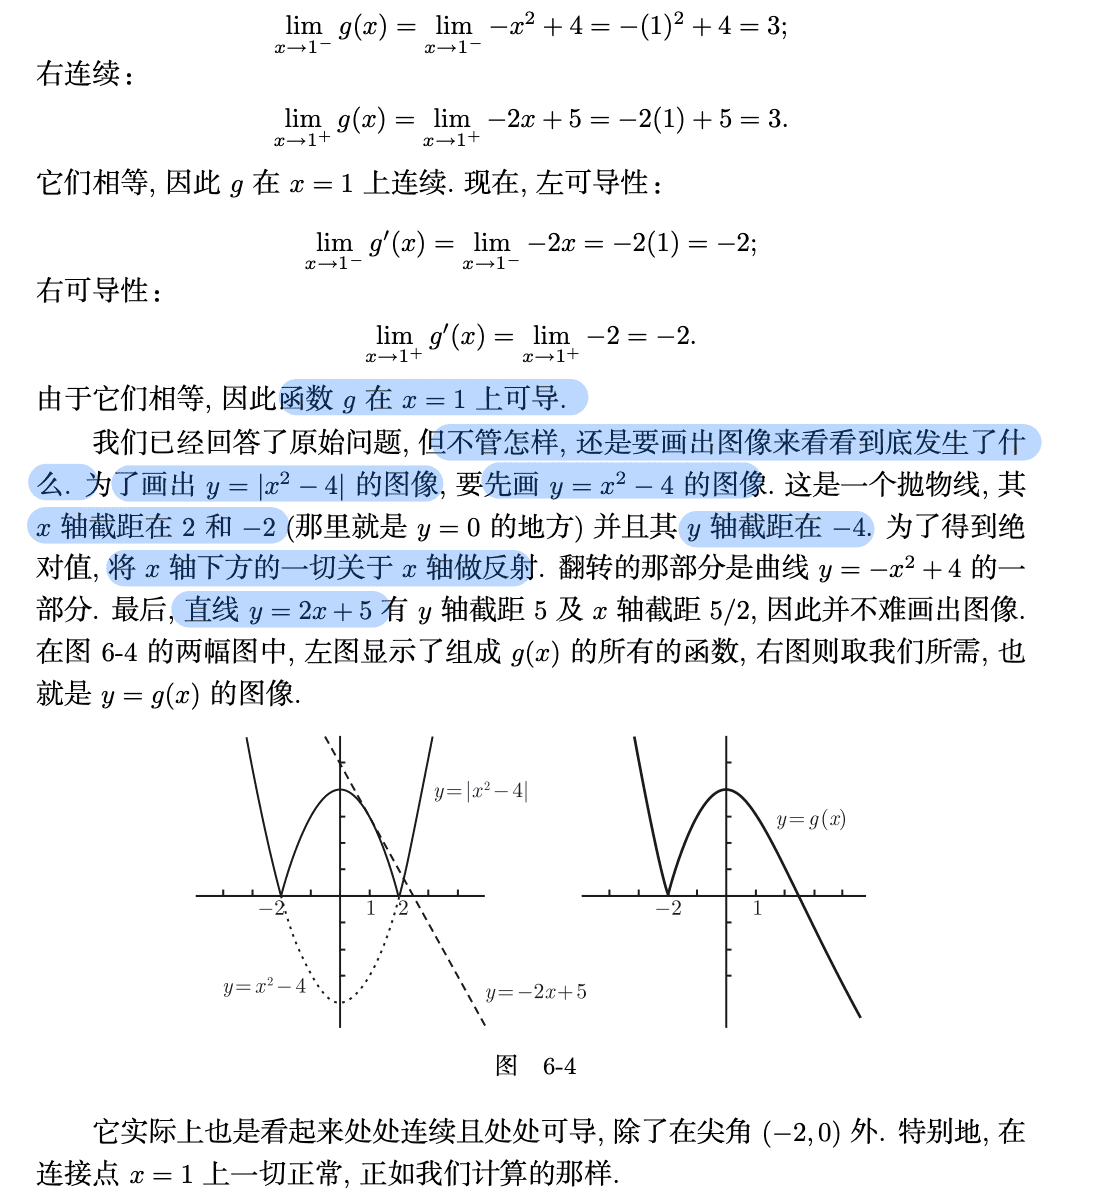 lim_{x→1⁻} g(x) = lim_{x→1⁻} −x² + 4 = −(1)² + 4 = 3;
右连续：
lim_{x→1⁺} g(x) = lim_{x→1⁺} −2x + 5 = −2(1) + 5 = 3.
它们相等, 因此 g 在 x = 1 上连续. 现在, 左可导性：
lim_{x→1⁻} g′(x) = lim_{x→1⁻} −2x = −2(1) = −2;
右可导性：
lim_{x→1⁺} g′(x) = lim_{x→1⁺} −2 = −2.
由于它们相等, 因此函数 g 在 x = 1 上可导.
我们已经回答了原始问题, 但不管怎样, 还是要画出图像来看看到底发生了什
么. 为了画出 y = |x² − 4| 的图像, 要先画 y = x² − 4 的图像. 这是一个抛物线, 其
x 轴截距在 2 和 −2 (那里就是 y = 0 的地方) 并且其 y 轴截距在 −4. 为了得到绝
对值, 将 x 轴下方的一切关于 x 轴做反射. 翻转的那部分是曲线 y = −x² + 4 的一
部分. 最后, 直线 y = 2x + 5 有 y 轴截距 5 及 x 轴截距 5/2, 因此并不难画出图像.
在图 6-4 的两幅图中, 左图显示了组成 g(x) 的所有的函数, 右图则取我们所需, 也
就是 y = g(x) 的图像.
y=|x²−4|
−2
1
2
y=x²−4
y=−2x+5
y=g(x)
−2
1
图 6-4
它实际上也是看起来处处连续且处处可导, 除了在尖角 (−2, 0) 外. 特别地, 在
连接点 x = 1 上一切正常, 正如我们计算的那样.